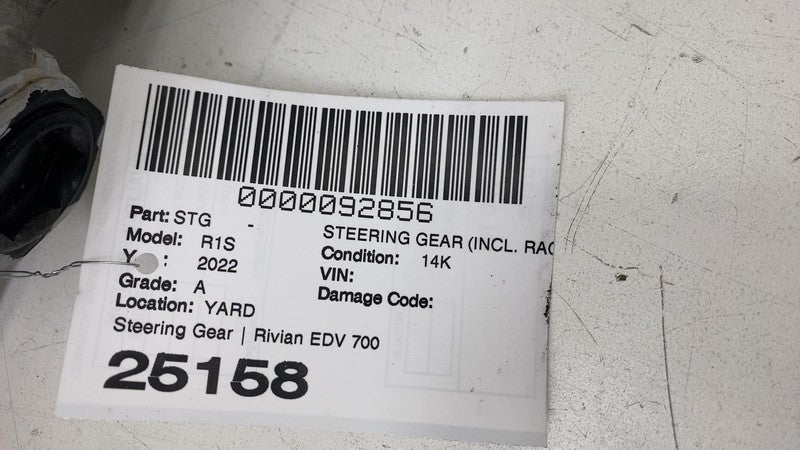 0000092856
Part: STG - STEERING GEAR (INCL. RAC
Model: R1S Condition: 14K
Y : 2022 VIN:
Grade: A Damage Code:
Location: YARD
Steering Gear | Rivian EDV 700
25158